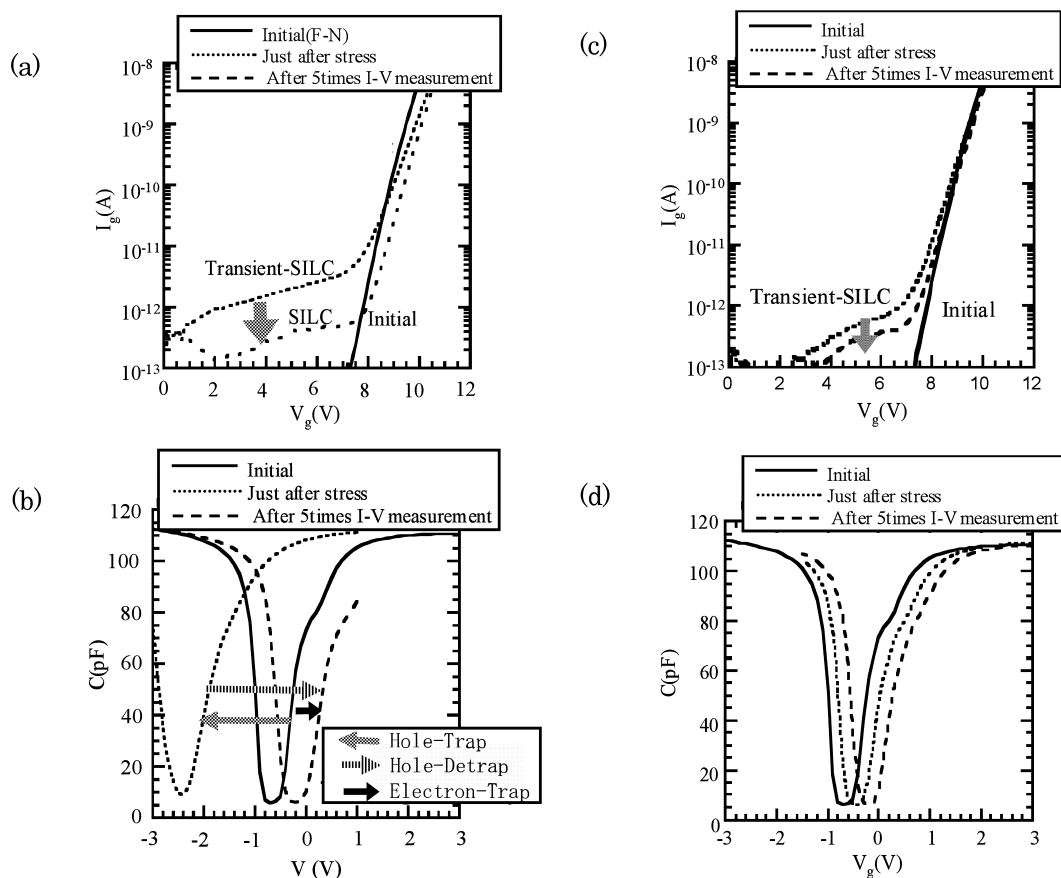 (a)
Initial(F-N)
Just after stress
After 5times I-V measurement
10-8
10-9
10-10
10-11
10-12
10-13
Ig(A)
Transient-SILC
SILC
Initial
0 2 4 6 8 10 12
Vg(V)
(c)
Initial
Just after stress
After 5times I-V measurement
10-8
10-9
10-10
10-11
10-12
10-13
Ig(A)
Transient-SILC
Initial
0 2 4 6 8 10 12
Vg(V)
(b)
Initial
Just after stress
After 5times I-V measurement
120
100
80
60
40
20
0
C(pF)
Hole-Trap
Hole-Detrap
Electron-Trap
-3 -2 -1 0 1 2 3
V (V)
(d)
Initial
Just after stress
After 5times I-V measurement
120
100
80
60
40
20
0
C(pF)
-3 -2 -1 0 1 2 3
Vg(V)